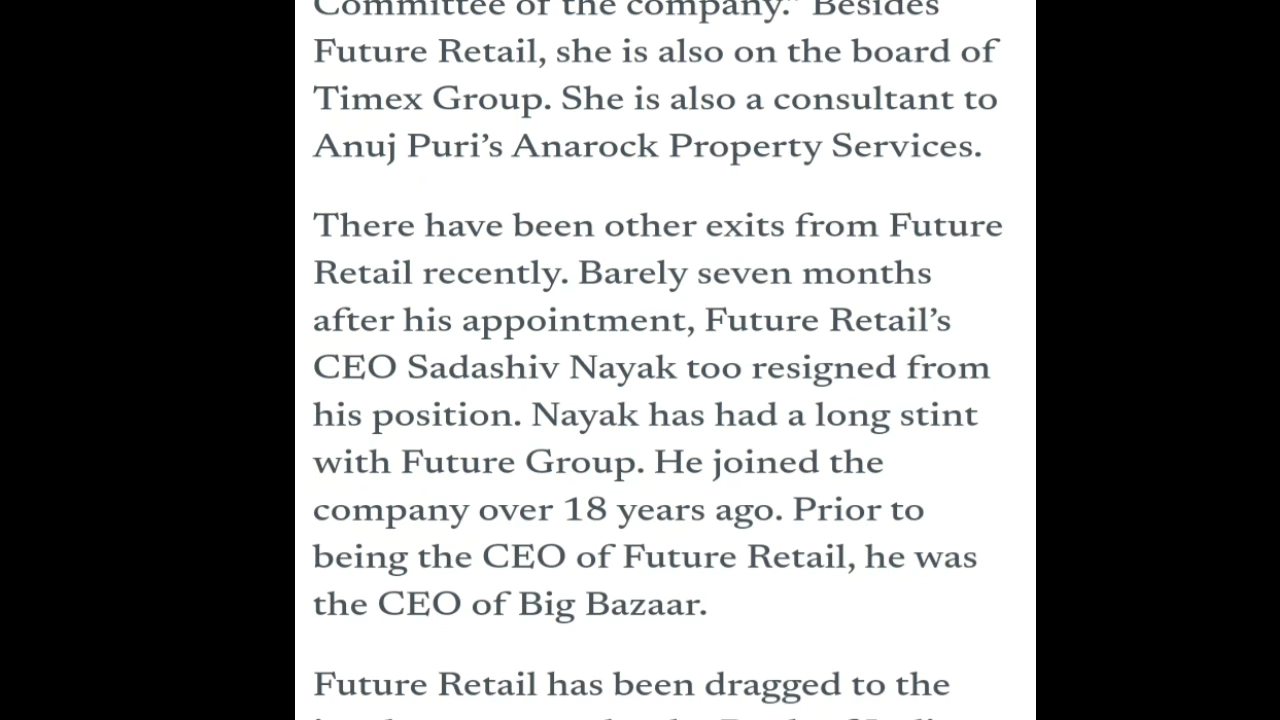 Committee of the company." Besides
Future Retail, she is also on the board of
Timex Group. She is also a consultant to
Anuj Puri’s Anarock Property Services.
There have been other exits from Future
Retail recently. Barely seven months
after his appointment, Future Retail’s
CEO Sadashiv Nayak too resigned from
his position. Nayak has had a long stint
with Future Group. He joined the
company over 18 years ago. Prior to
being the CEO of Future Retail, he was
the CEO of Big Bazaar.
Future Retail has been dragged to the